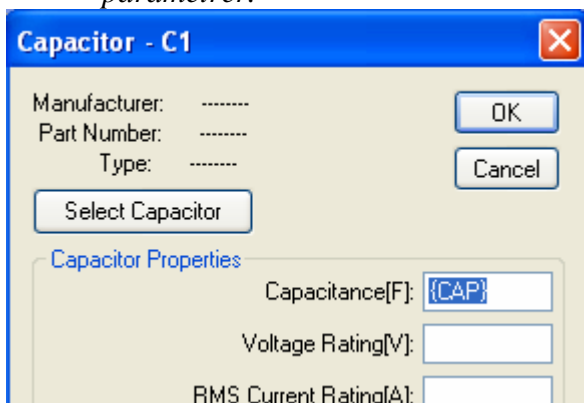 parametrer.
Capacitor - C1
Manufacturer: --------
Part Number: --------
Type: --------
OK
Cancel
Select Capacitor
Capacitor Properties
Capacitance[F]: {CAP}
Voltage Rating[V]:
RMS Current Rating[A]: